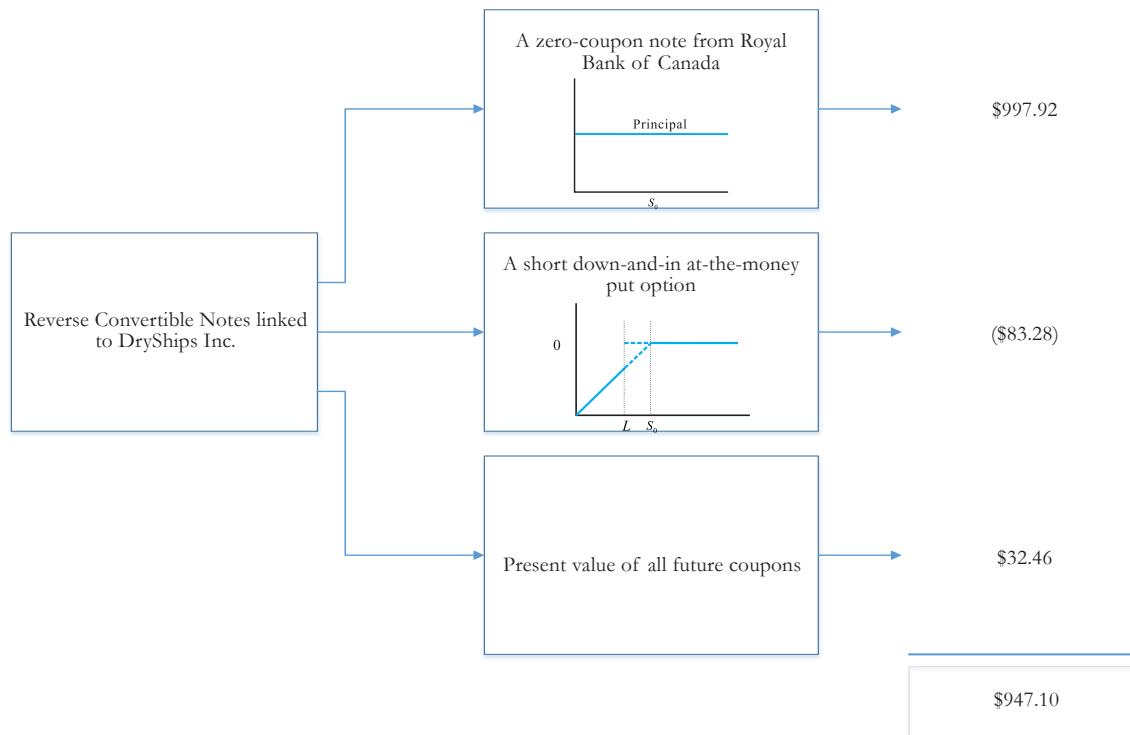 A zero-coupon note from Royal
Bank of Canada
Principal
S₀
$997.92
Reverse Convertible Notes linked
to DryShips Inc.
A short down-and-in at-the-money
put option
0
L S₀
($83.28)
Present value of all future coupons
$32.46
$947.10